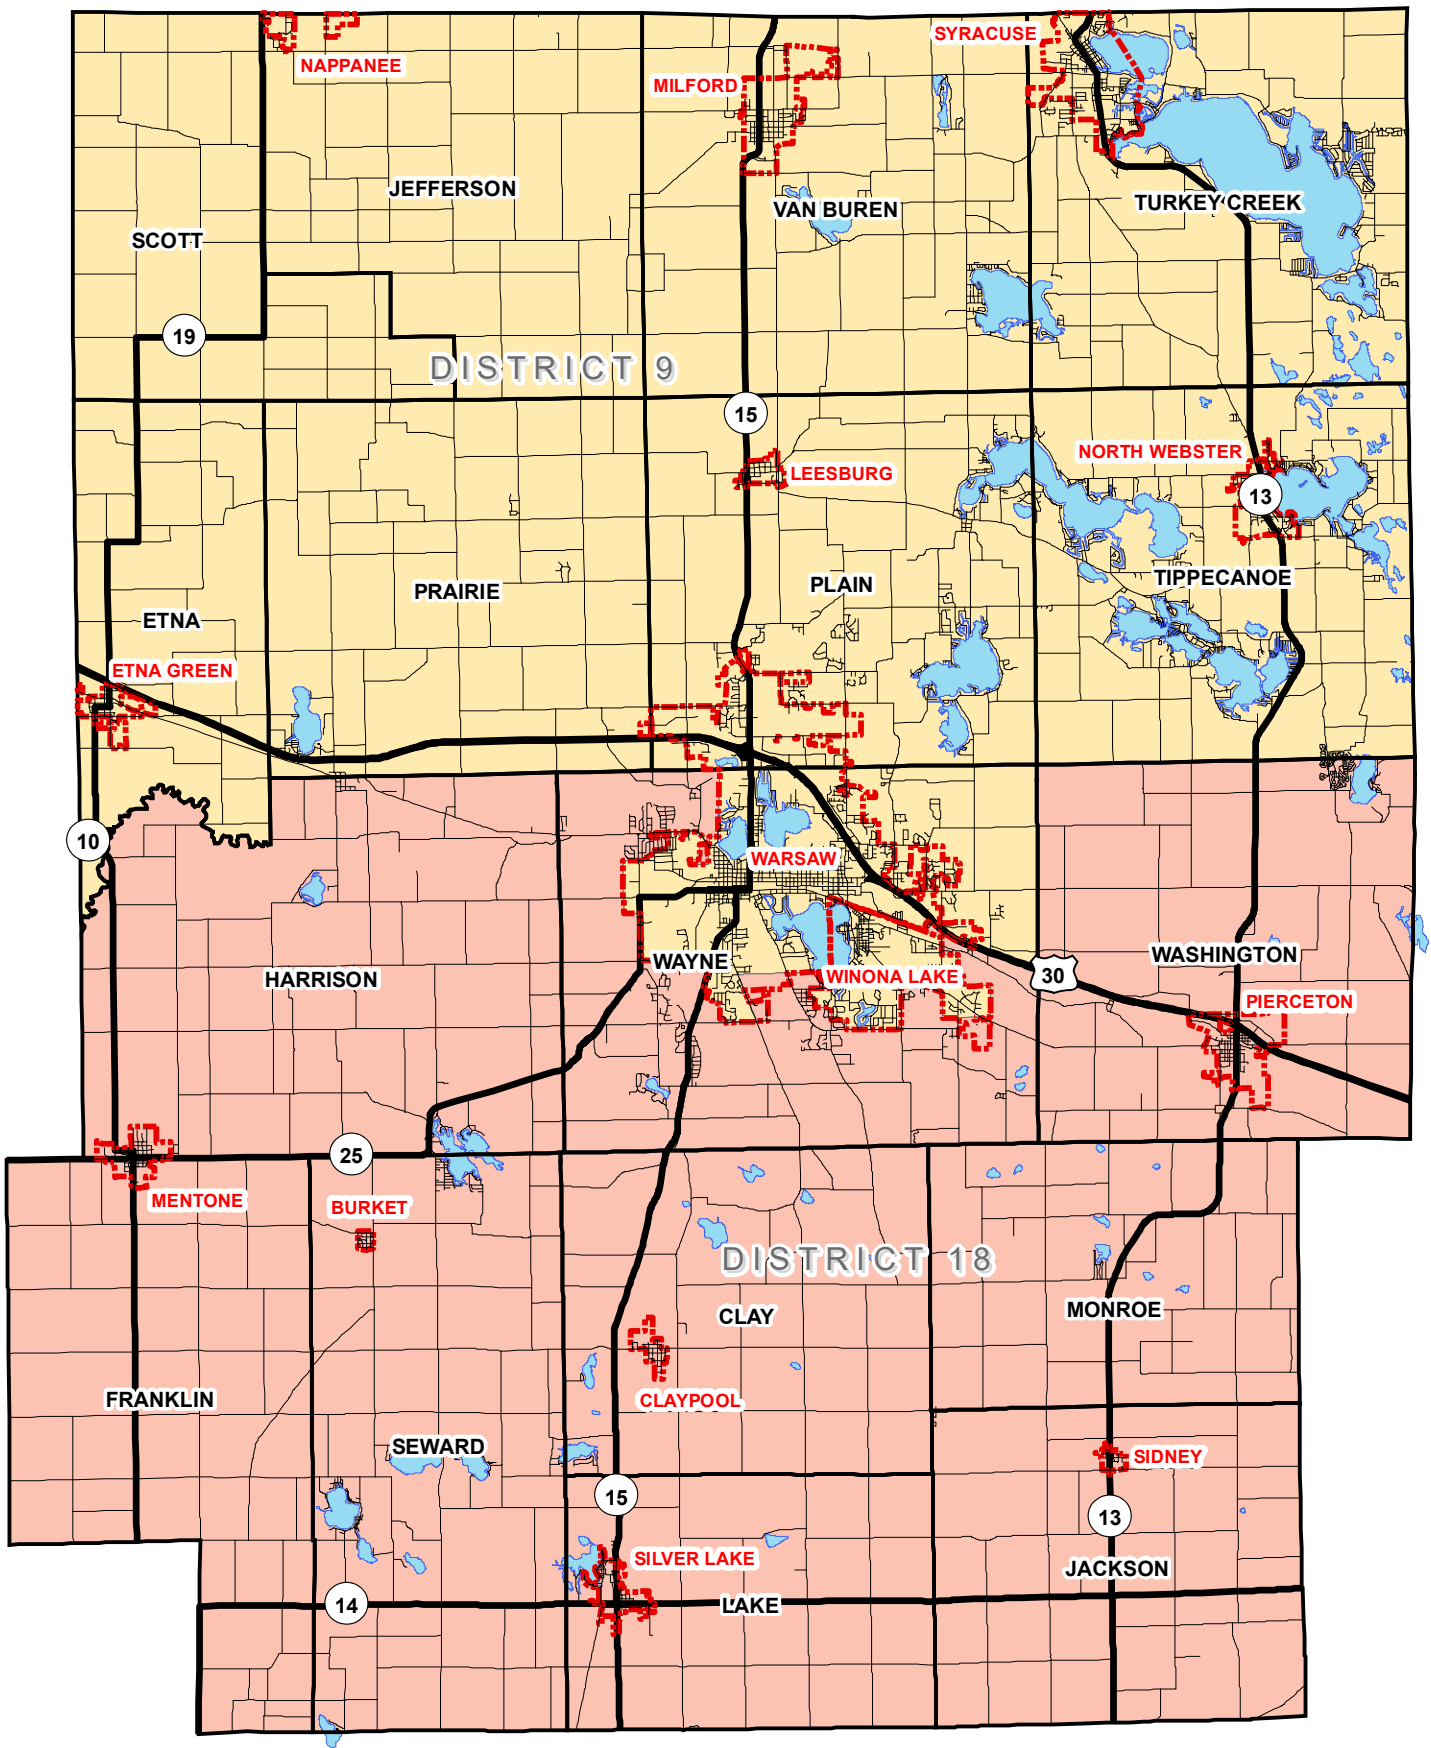 SYRACUSE
NAPPANEE
MILFORD
JEFFERSON
TURKEY CREEK
VAN BUREN
SCOTT
19
DISTRICT 9
15
NORTH WEBSTER
LEESBURG
13
TIPPECANOE
PLAIN
PRAIRIE
ETNA
ETNA GREEN
10
WARSAW
WASHINGTON
WAYNE
HARRISON
WINONA LAKE
30
PIERCETON
25
MENTONE
BURKET
DISTRICT 18
MONROE
CLAY
FRANKLIN
CLAYPOOL
SEWARD
SIDNEY
15
13
SILVER LAKE
JACKSON
14
LAKE